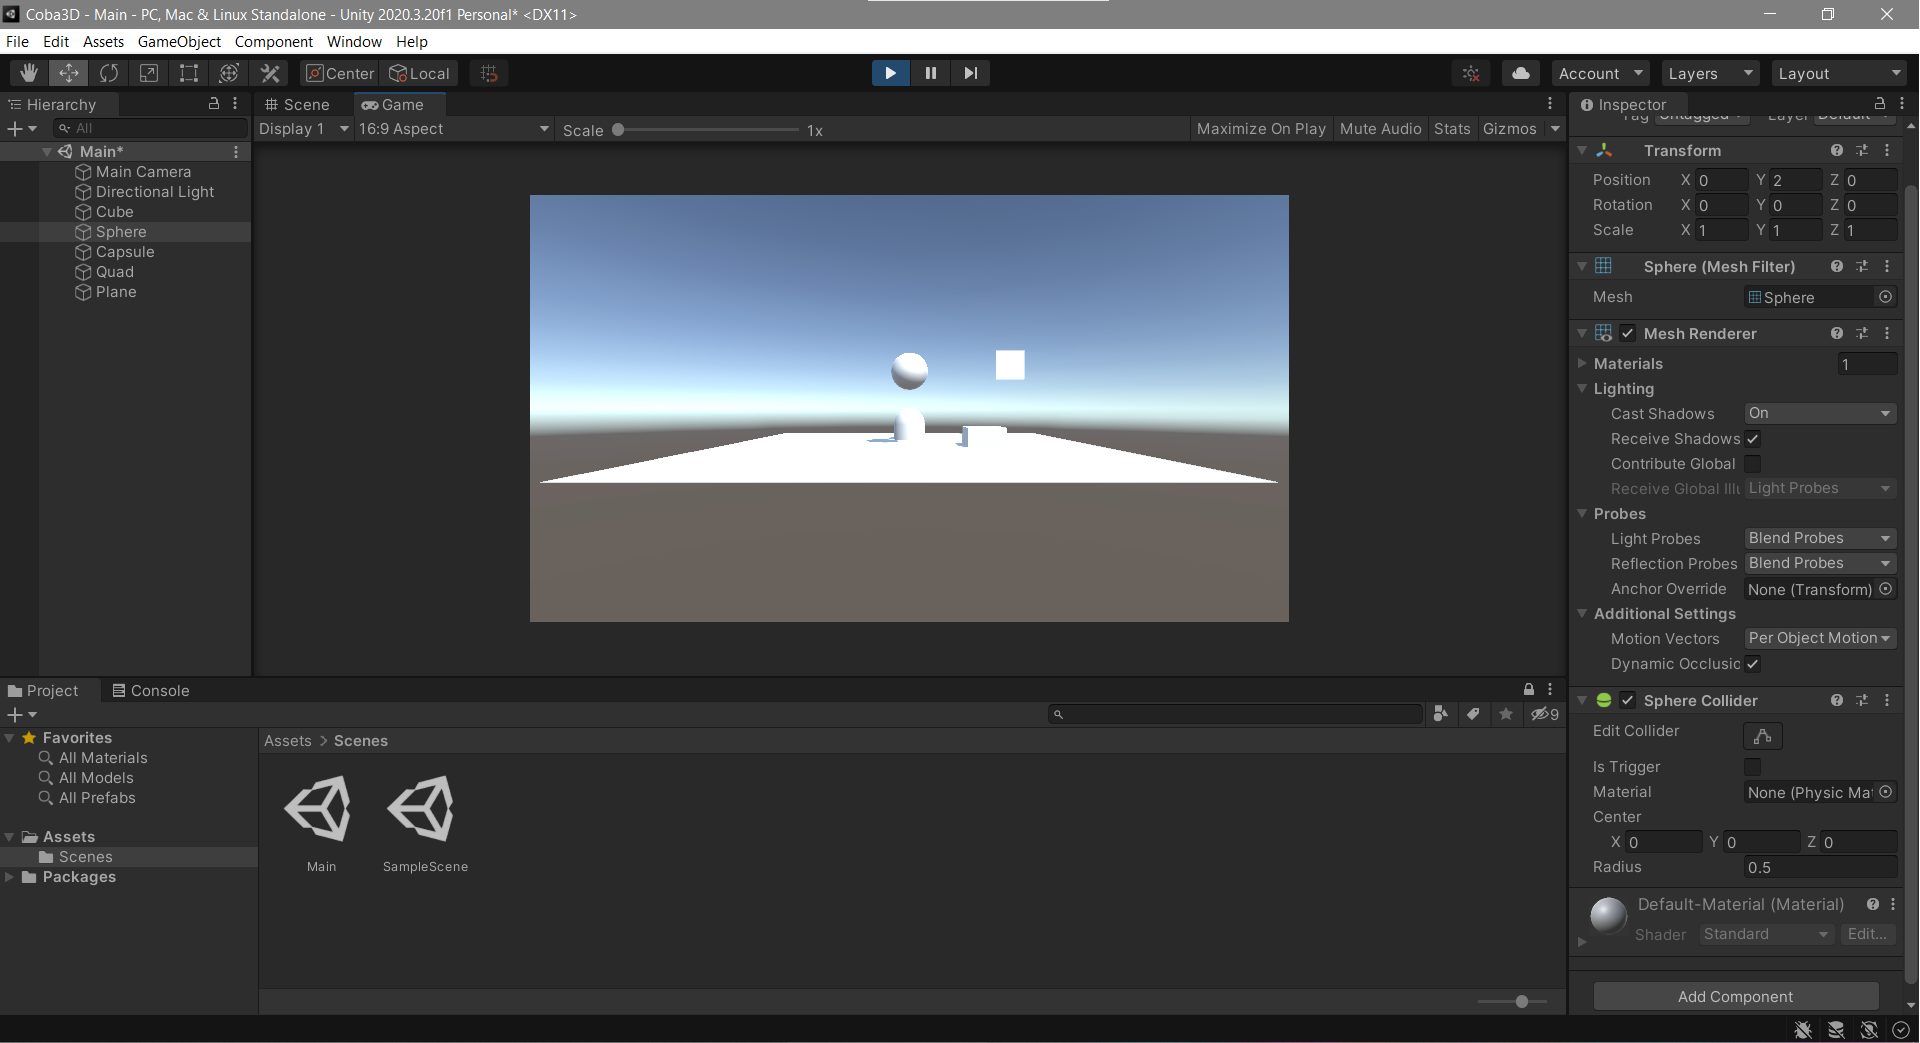 Coba3D - Main - PC, Mac & Linux Standalone - Unity 2020.3.20f1 Personal* <DX11>
File Edit Assets GameObject Component Window Help
Center Local Account Layers Layout
Hierarchy
All
Main*
Main Camera
Directional Light
Cube
Sphere
Capsule
Quad
Plane
Scene Game
Display 1 16:9 Aspect Scale 1x Maximize On Play Mute Audio Stats Gizmos
Inspector
Tag Untagged Layer Default
Transform
Position X 0 Y 2 Z 0
Rotation X 0 Y 0 Z 0
Scale X 1 Y 1 Z 1
Sphere (Mesh Filter)
Mesh Sphere
Mesh Renderer
Materials 1
Lighting
Cast Shadows On
Receive Shadows
Contribute Global
Receive Global Illu Light Probes
Probes
Light Probes Blend Probes
Reflection Probes Blend Probes
Anchor Override None (Transform)
Additional Settings
Motion Vectors Per Object Motion
Dynamic Occlusic
Sphere Collider
Edit Collider
Is Trigger
Material None (Physic Mat
Center
X 0 Y 0 Z 0
Radius 0.5
Default-Material (Material)
Shader Standard Edit...
Add Component
Project Console
9
Favorites
All Materials
All Models
All Prefabs
Assets
Scenes
Packages
Assets > Scenes
Main SampleScene